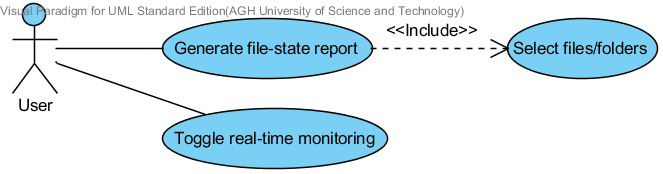 Visual Paradigm for UML Standard Edition(AGH University of Science and Technology)
<<Include>>
Generate file-state report
Select files/folders
User
Toggle real-time monitoring